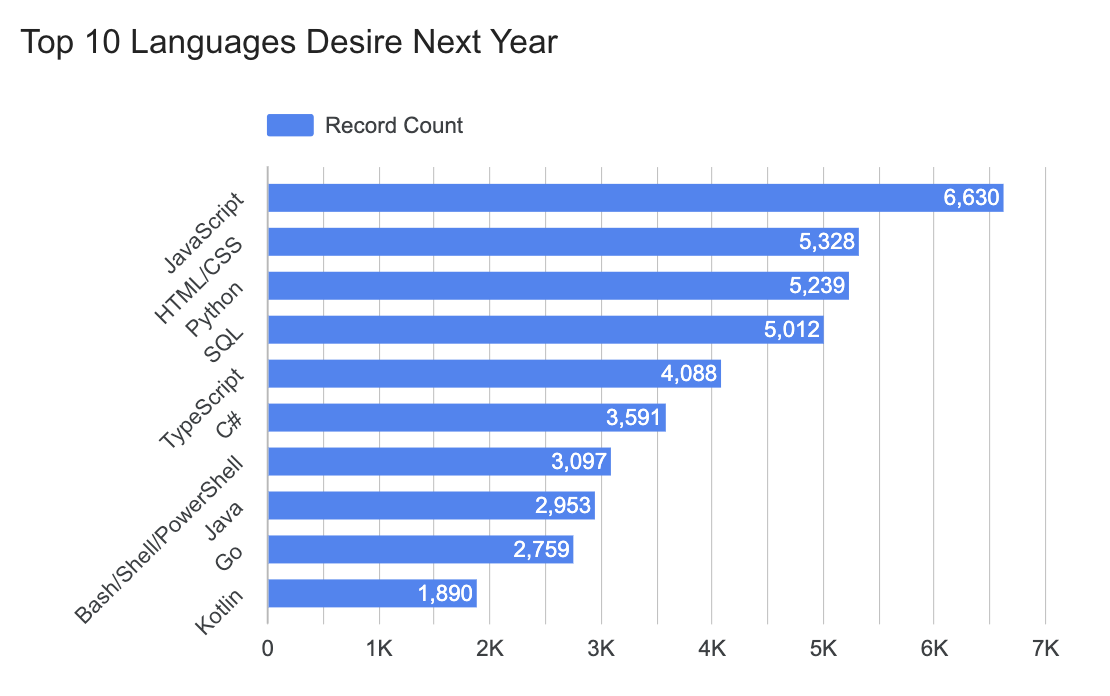 Top 10 Languages Desire Next Year
Record Count
JavaScript 6,630
HTML/CSS 5,328
Python 5,239
SQL 5,012
TypeScript 4,088
C# 3,591
Bash/Shell/PowerShell 3,097
Java 2,953
Go 2,759
Kotlin 1,890
0 1K 2K 3K 4K 5K 6K 7K